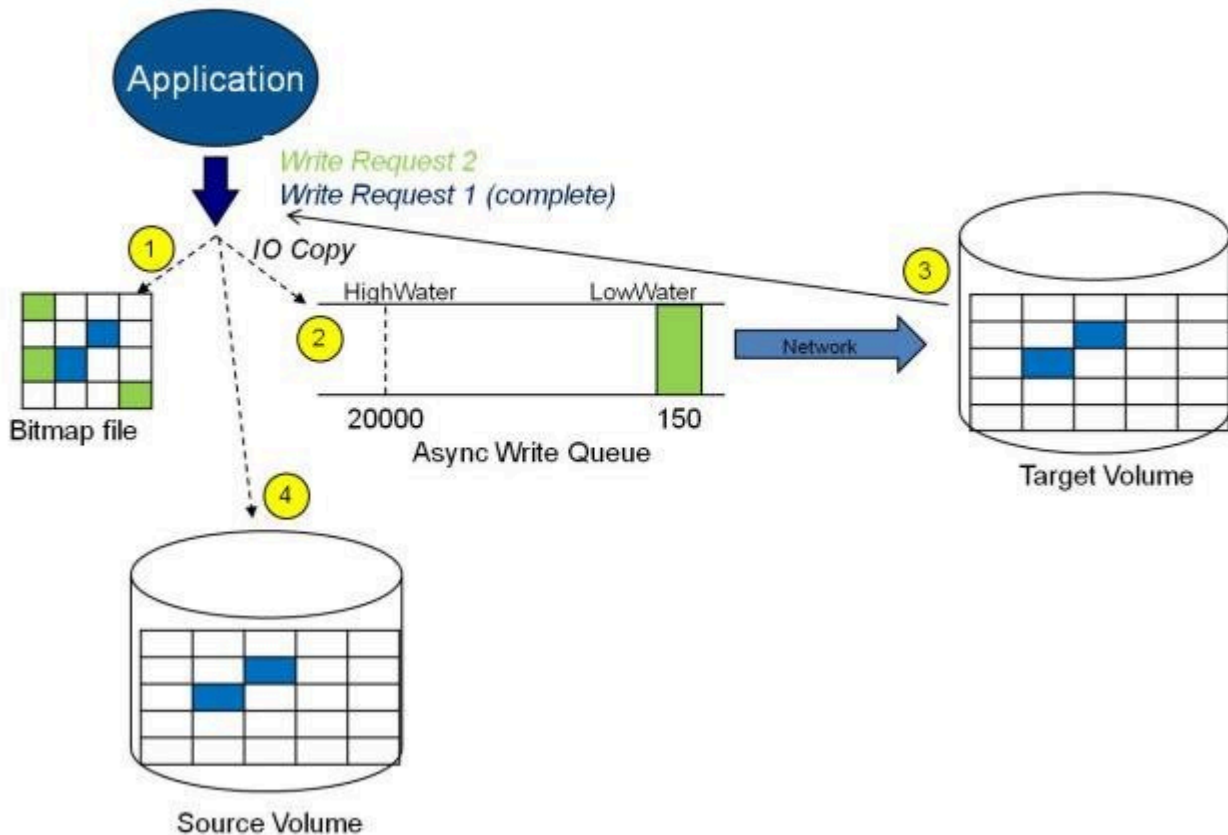 Application
Write Request 2
Write Request 1 (complete)
1
IO Copy
3
HighWater
LowWater
2
Network
Bitmap file
20000
150
Async Write Queue
Target Volume
4
Source Volume